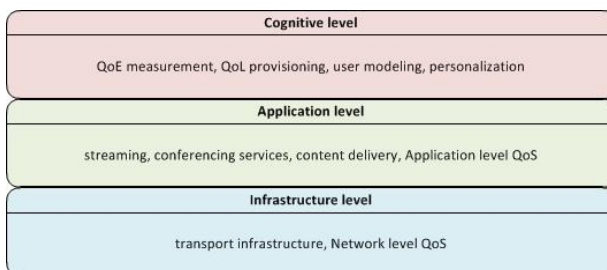 Cognitive level
QoE measurement, QoL provisioning, user modeling, personalization
Application level
streaming, conferencing services, content delivery, Application level QoS
Infrastructure level
transport infrastructure, Network level QoS